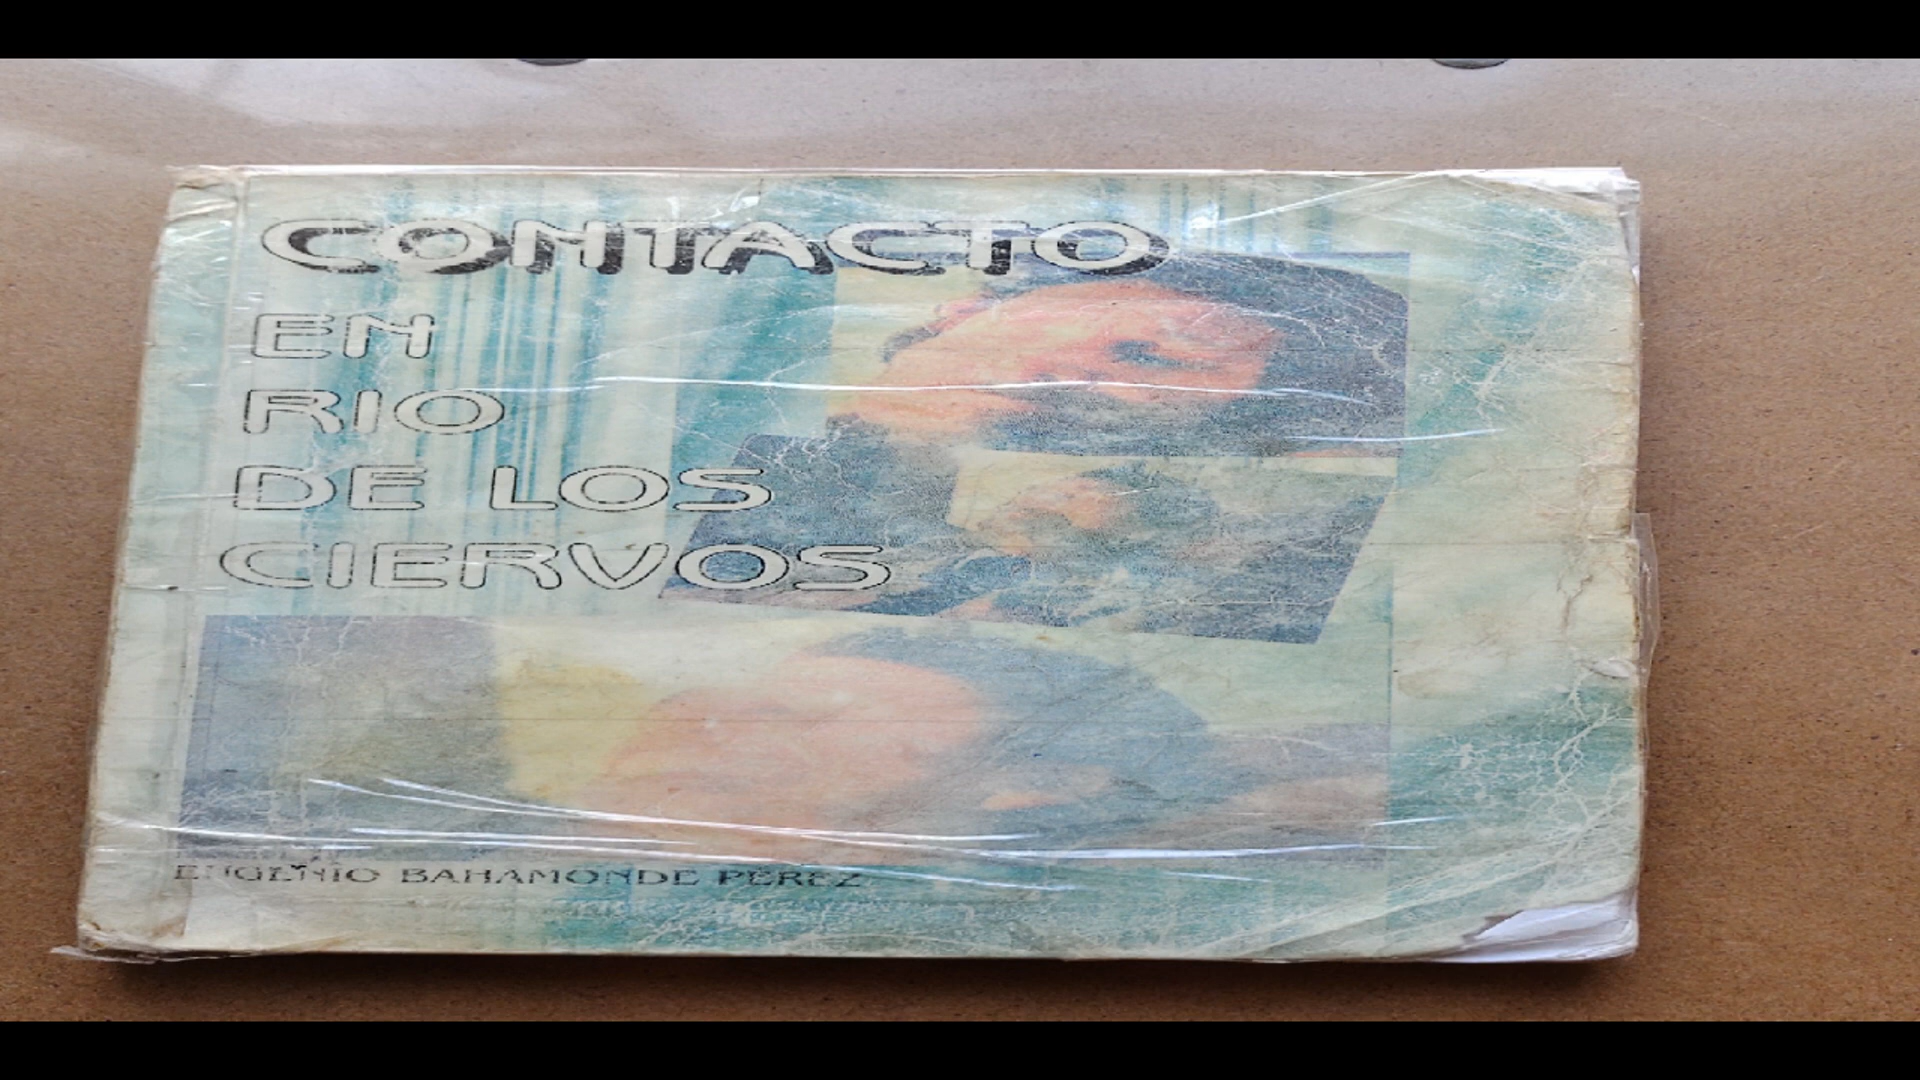 CONTACTO
EN
RIO
DE LOS
CIERVOS
EUGENIO BAHAMONDE PEREZ